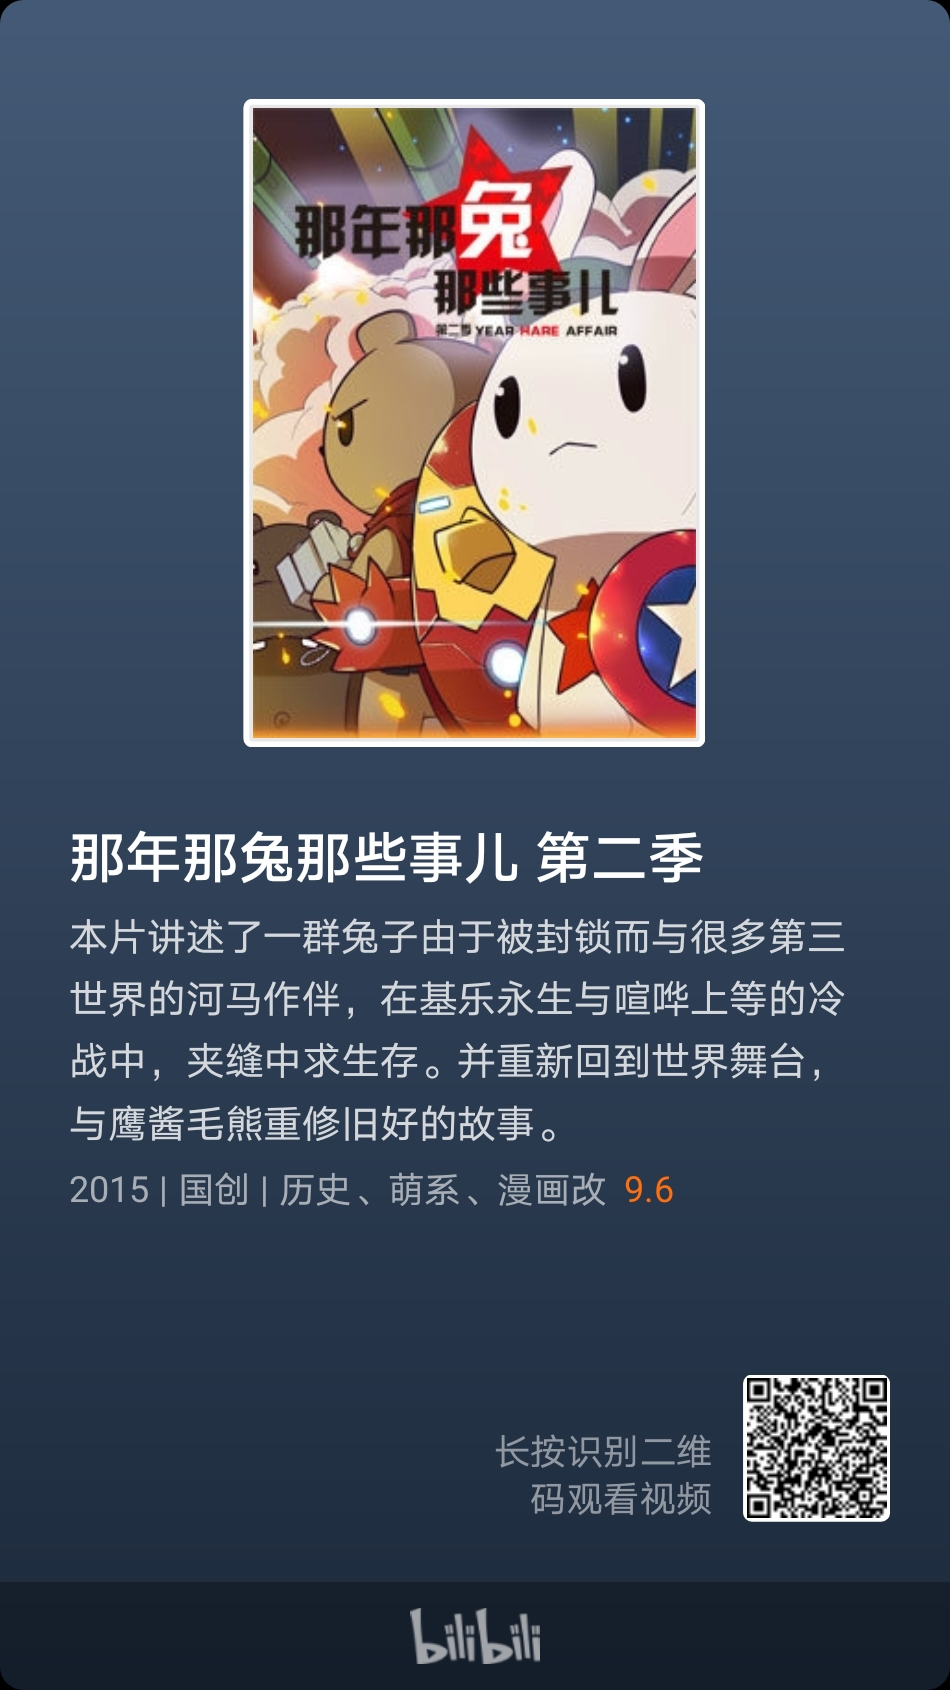 那年那兔
那些事儿
第二季 YEAR HARE AFFAIR
那年那兔那些事儿 第二季
本片讲述了一群兔子由于被封锁而与很多第三
世界的河马作伴，在基乐永生与喧哗上等的冷
战中，夹缝中求生存。并重新回到世界舞台，
与鹰酱毛熊重修旧好的故事。
2015 | 国创 | 历史、萌系、漫画改 9.6
长按识别二维
码观看视频
bilibili